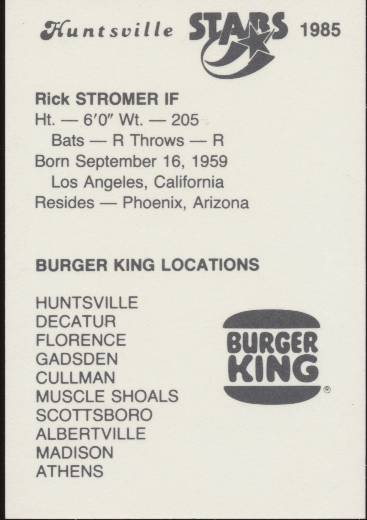 Huntsville STARS 1985
Rick STROMER IF
Ht. — 6'0" Wt. — 205
Bats — R Throws — R
Born September 16, 1959
Los Angeles, California
Resides — Phoenix, Arizona
BURGER KING LOCATIONS
HUNTSVILLE
DECATUR
FLORENCE
GADSDEN
CULLMAN
MUSCLE SHOALS
SCOTTSBORO
ALBERTVILLE
MADISON
ATHENS
BURGER
KING
®